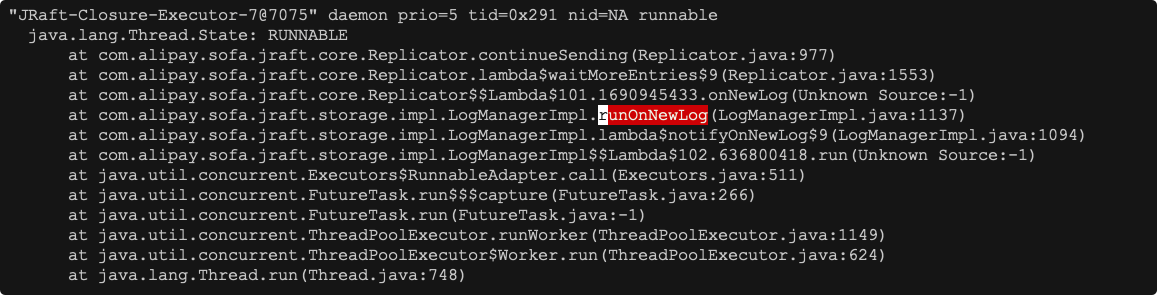 "JRaft-Closure-Executor-7@7075" daemon prio=5 tid=0x291 nid=NA runnable
  java.lang.Thread.State: RUNNABLE
      at com.alipay.sofa.jraft.core.Replicator.continueSending(Replicator.java:977)
      at com.alipay.sofa.jraft.core.Replicator.lambda$waitMoreEntries$9(Replicator.java:1553)
      at com.alipay.sofa.jraft.core.Replicator$$Lambda$101.1690945433.onNewLog(Unknown Source:-1)
      at com.alipay.sofa.jraft.storage.impl.LogManagerImpl.runOnNewLog(LogManagerImpl.java:1137)
      at com.alipay.sofa.jraft.storage.impl.LogManagerImpl.lambda$notifyOnNewLog$9(LogManagerImpl.java:1094)
      at com.alipay.sofa.jraft.storage.impl.LogManagerImpl$$Lambda$102.636800418.run(Unknown Source:-1)
      at java.util.concurrent.Executors$RunnableAdapter.call(Executors.java:511)
      at java.util.concurrent.FutureTask.run$$$capture(FutureTask.java:266)
      at java.util.concurrent.FutureTask.run(FutureTask.java:-1)
      at java.util.concurrent.ThreadPoolExecutor.runWorker(ThreadPoolExecutor.java:1149)
      at java.util.concurrent.ThreadPoolExecutor$Worker.run(ThreadPoolExecutor.java:624)
      at java.lang.Thread.run(Thread.java:748)